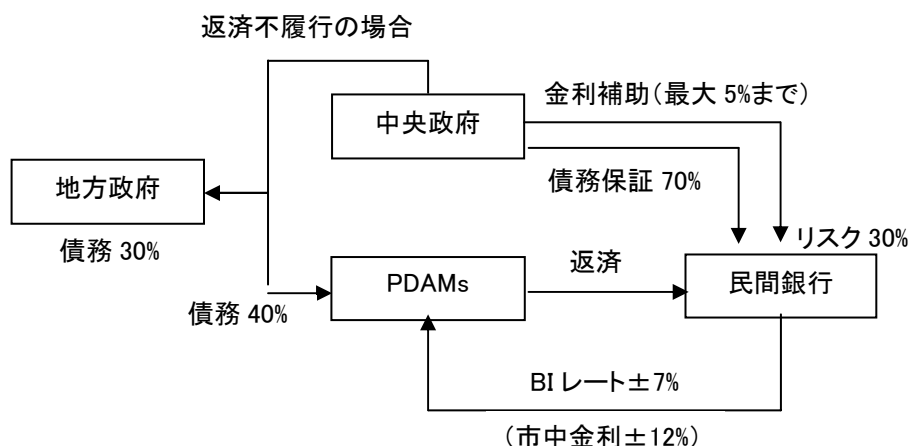 返済不履行の場合
金利補助(最大 5%まで)
中央政府
地方政府
債務保証 70%
債務 30%
リスク 30%
返済
PDAMs
民間銀行
債務 40%
BI レート±7%
(市中金利±12%)